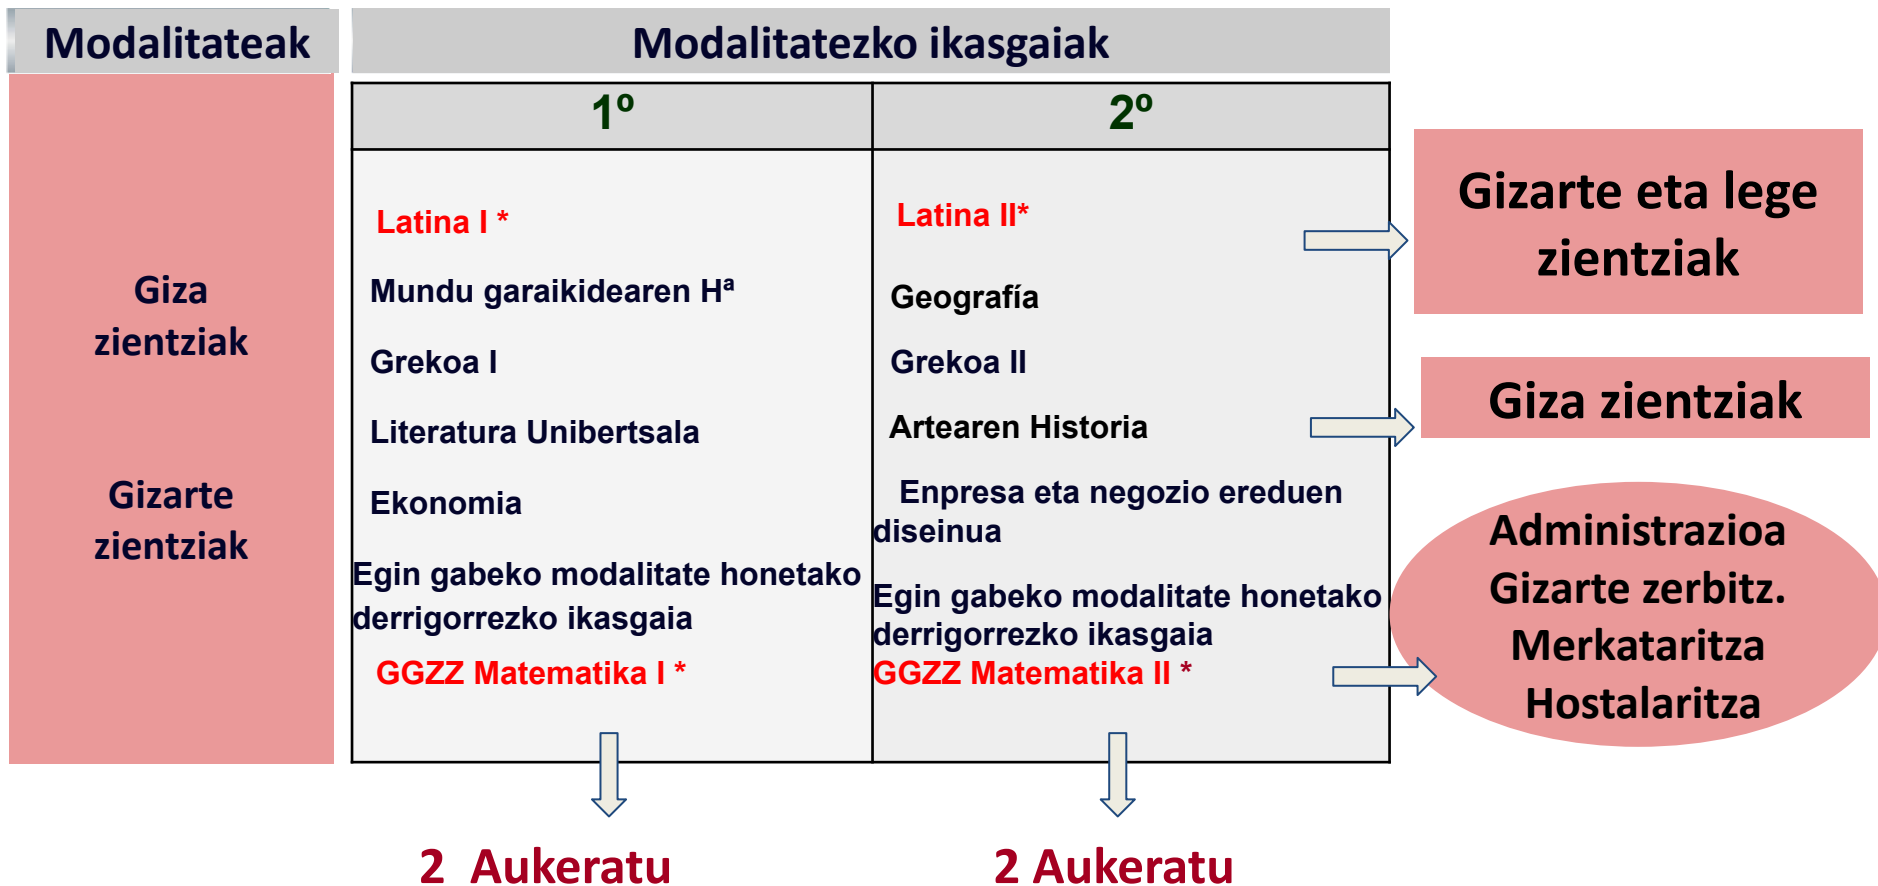 Modalitateak
Modalitatezko ikasgaiak
Giza
zientziak
Gizarte
zientziak
1º
Latina I *
Mundu garaikidearen Hª
Grekoa I
Literatura Unibertsala
Ekonomia
Egin gabeko modalitate honetako
derrigorrezko ikasgaia
GGZZ Matematika I *
2º
Latina II*
Geografía
Grekoa II
Artearen Historia
Enpresa eta negozio ereduen
diseinua
Egin gabeko modalitate honetako
derrigorrezko ikasgaia
GGZZ Matematika II *
Gizarte eta lege
zientziak
Giza zientziak
Administrazioa
Gizarte zerbitz.
Merkataritza
Hostalaritza
2 Aukeratu
2 Aukeratu